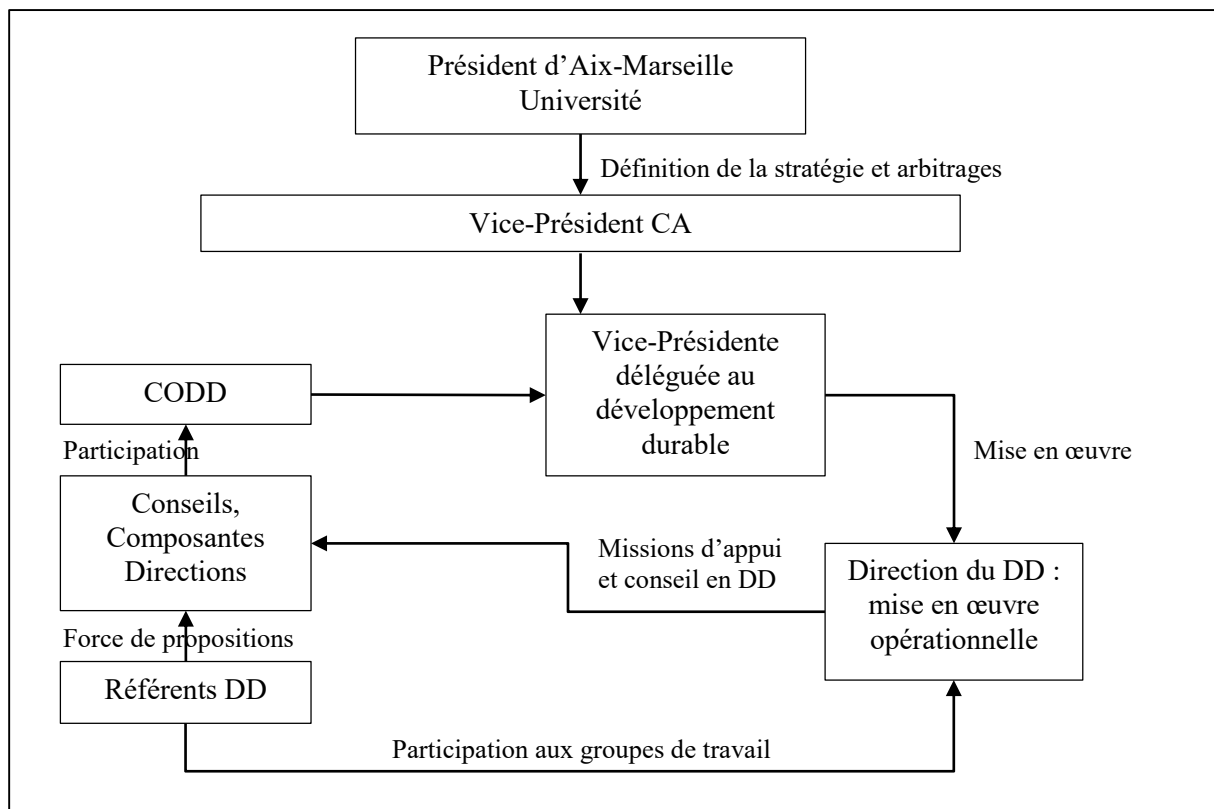 Président d’Aix-Marseille
Université
Définition de la stratégie et arbitrages
Vice-Président CA
Vice-Présidente
déléguée au
développement
durable
CODD
Participation
Mise en œuvre
Conseils,
Composantes
Directions
Missions d’appui
et conseil en DD
Direction du DD :
mise en œuvre
opérationnelle
Force de propositions
Référents DD
Participation aux groupes de travail